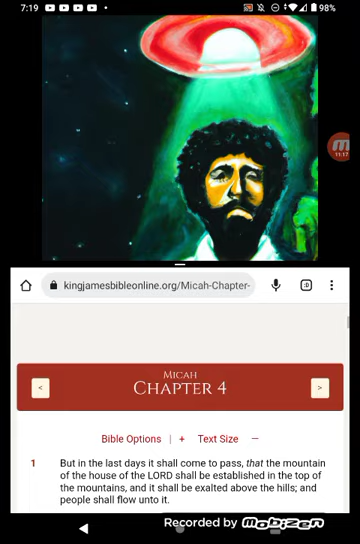 7:19
98%
11:17
kingjamesbibleonline.org/Micah-Chapter-
:D
MICAH
CHAPTER 4
< >
Bible Options | + Text Size −
1 But in the last days it shall come to pass, that the mountain
of the house of the LORD shall be established in the top of
the mountains, and it shall be exalted above the hills; and
people shall flow unto it.
Recorded by mobizen